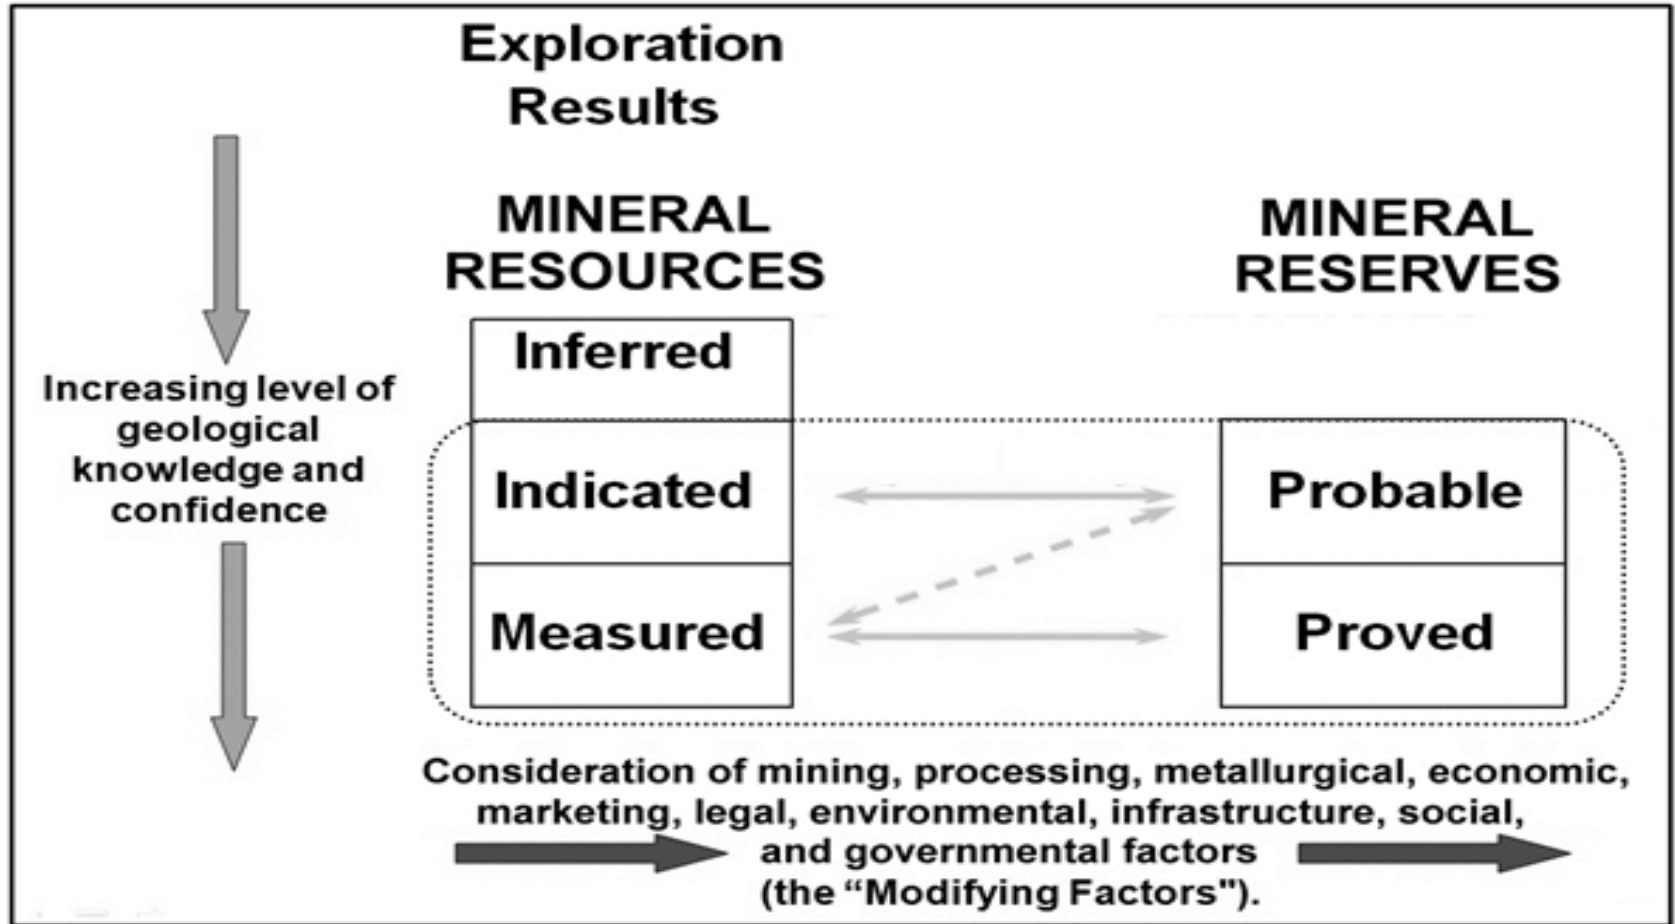 Exploration
Results
MINERAL
RESOURCES
MINERAL
RESERVES
Increasing level of
geological
knowledge and
confidence
Inferred
Indicated
Measured
Probable
Proved
Consideration of mining, processing, metallurgical, economic,
marketing, legal, environmental, infrastructure, social,
and governmental factors
(the “Modifying Factors").